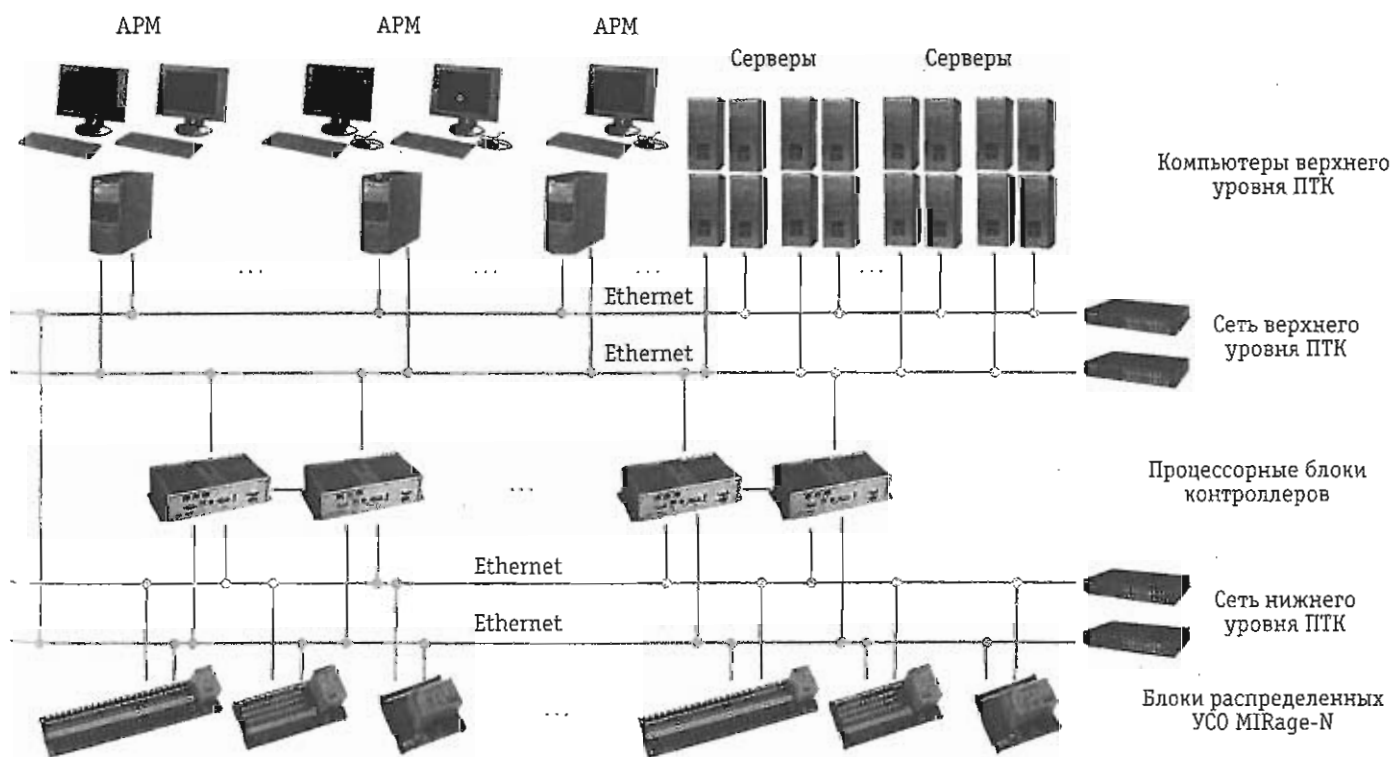 АРМ АРМ АРМ
Серверы Серверы
Компьютеры верхнего
уровня ПТК
... ... ... ...
Ethernet
Сеть верхнего
уровня ПТК
Ethernet
Процессорные блоки
контроллеров
...
Ethernet
Сеть нижнего
уровня ПТК
Ethernet
Блоки распределенных
УСО MIRage-N
...